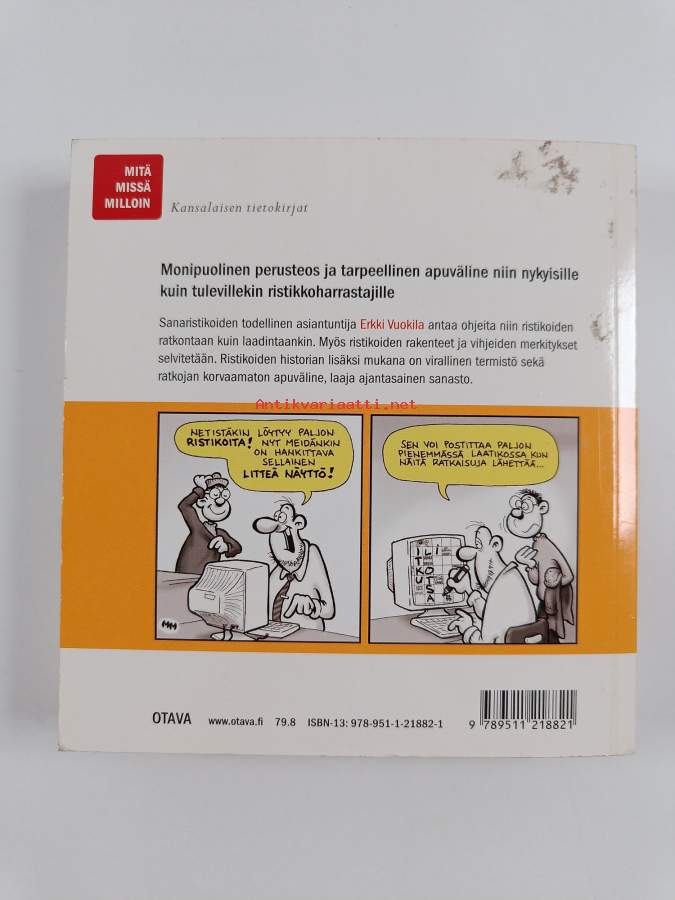 MITÄ
MISSÄ
MILLOIN
Kansalaisen tietokirjat
Monipuolinen perusteos ja tarpeellinen apuväline niin nykyisille
kuin tulevillekin ristikkoharrastajille
Sanaristikoiden todellinen asiantuntija Erkki Vuokila antaa ohjeita niin ristikoiden
ratkontaan kuin laadintaankin. Myös ristikoiden rakenteet ja vihjeiden merkitykset
selvitetään. Ristikoiden historian lisäksi mukana on virallinen termistö sekä
ratkojan korvaamaton apuväline, laaja ajantasainen sanasto.
Antikvariaatti.net
NETISTÄKIN LÖYTYY PALJON
RISTIKOITA! NYT MEIDÄNKIN
ON HANKITTAVA
SELLAINEN
LITTEÄ NÄYTTÖ!
SEN VOI POSTITTAA PALJON
PIENEMMÄSSÄ LAATIKOSSA KUN
NÄITÄ RATKAISUJA LÄHETTÄÄ...
OTAVA www.otava.fi 79.8 ISBN-13: 978-951-1-21882-1
9 789511 218821